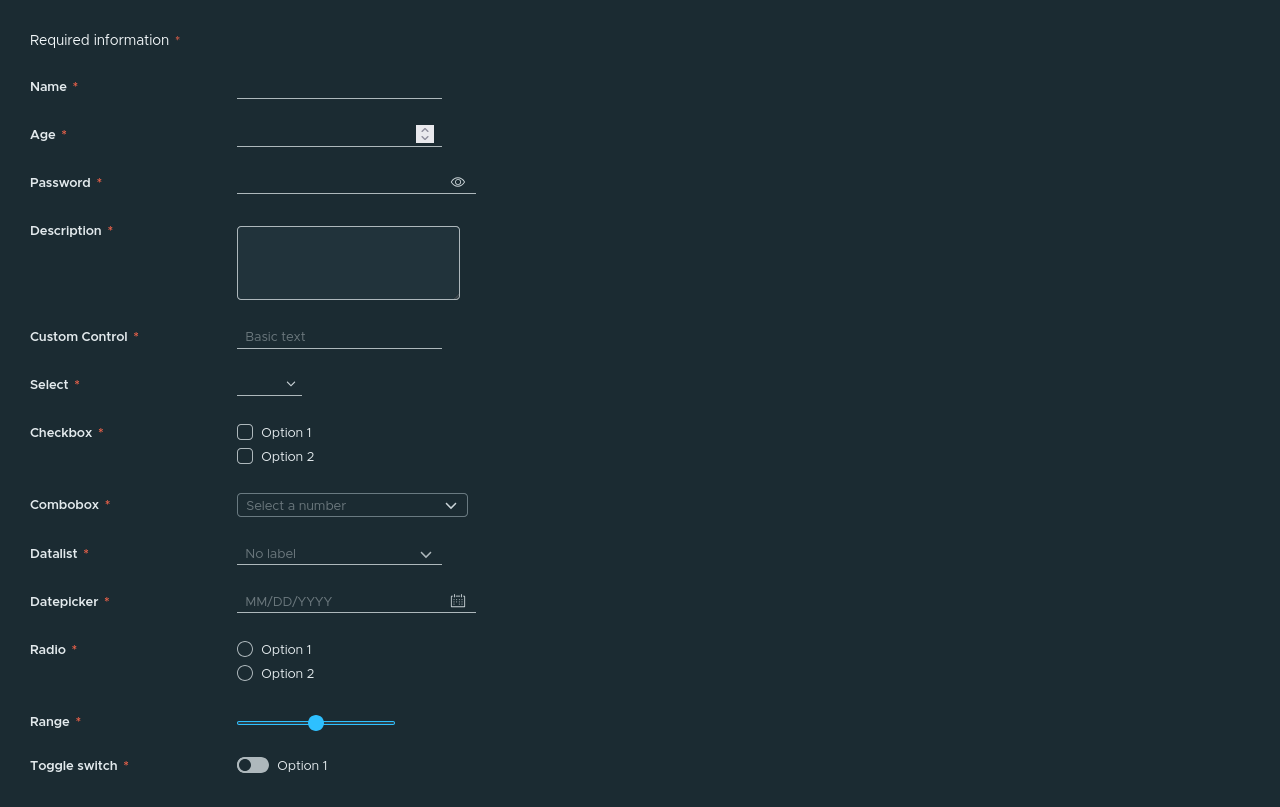 Required information *
Name *
Age *
Password *
Description *
Custom Control * Basic text
Select *
Checkbox * Option 1
Option 2
Combobox * Select a number
Datalist * No label
Datepicker * MM/DD/YYYY
Radio * Option 1
Option 2
Range *
Toggle switch * Option 1